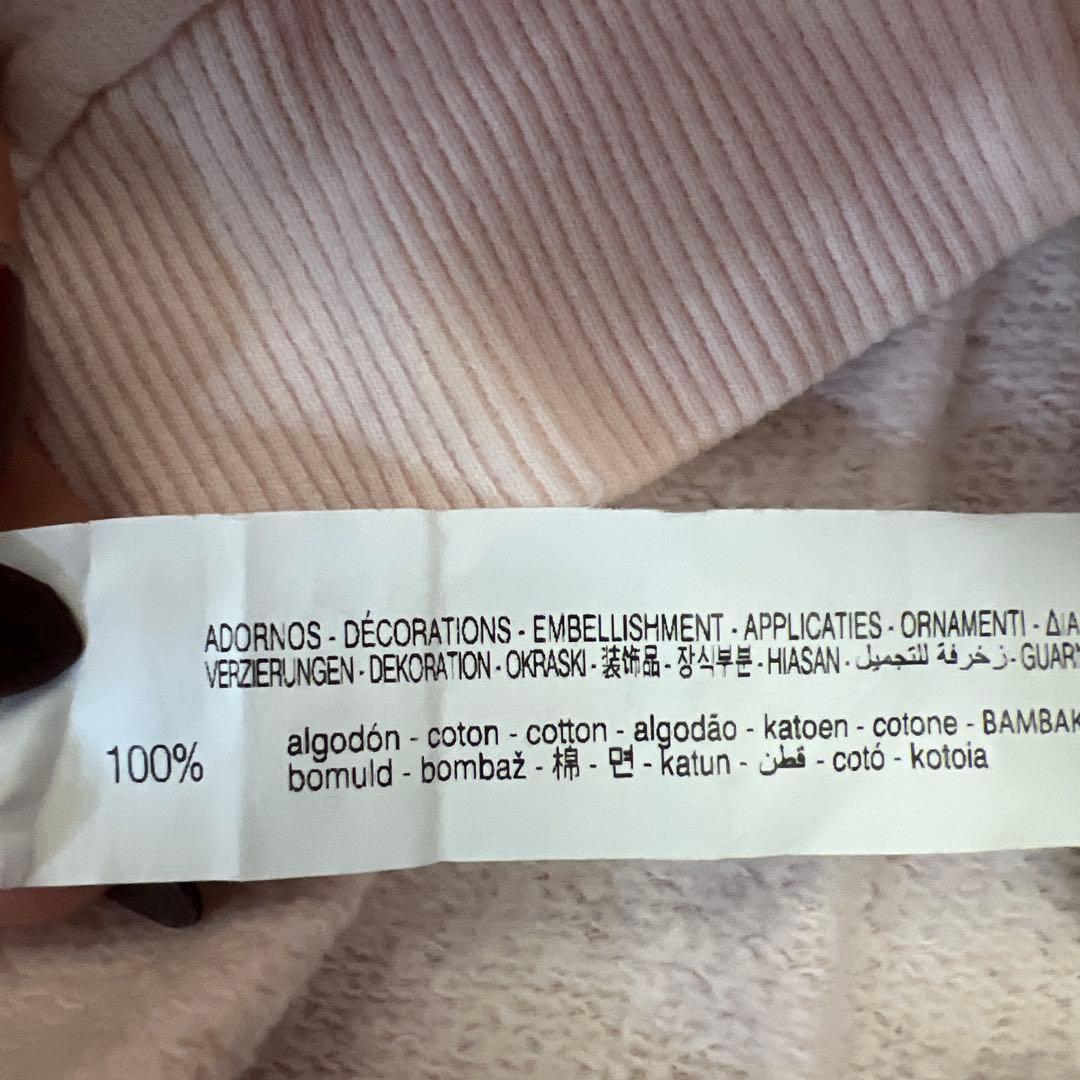 ADORNOS - DÉCORATIONS - EMBELLISHMENT - APPLICATIES - ORNAMENTI -
VERZIERUNGEN - DEKORATION - OKRASKI - 装饰品 - 장식부분 - HIASAN - زخرفة للتجميل -
100% algodón - coton - cotton - algodão - katoen - cotone - BAMBAK
bomuld - bombaž - 棉 - 면 - katun - قطن - cotó - kotoia